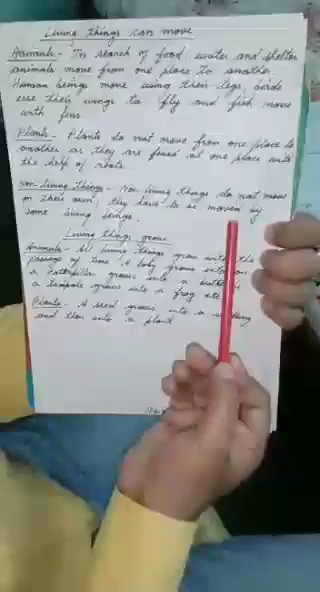 Living things can move
Animals - In search of food water and shelter
animals move from one place to another.
Human beings move using their legs, birds
use their wings to fly and fish move
with fins
Plants - Plants do not move from one place to
another as they are fixed at one place with
the help of roots.
Non living things - Non living things do not move
on their own, they have to be moved by
some living beings.
Living things grow
Animals - All living things grow with the
passage of time. A baby grows into
a caterpillar grows into a
a tadpole grows into a frog etc
Plants - A seed grows into a
and then into a plant